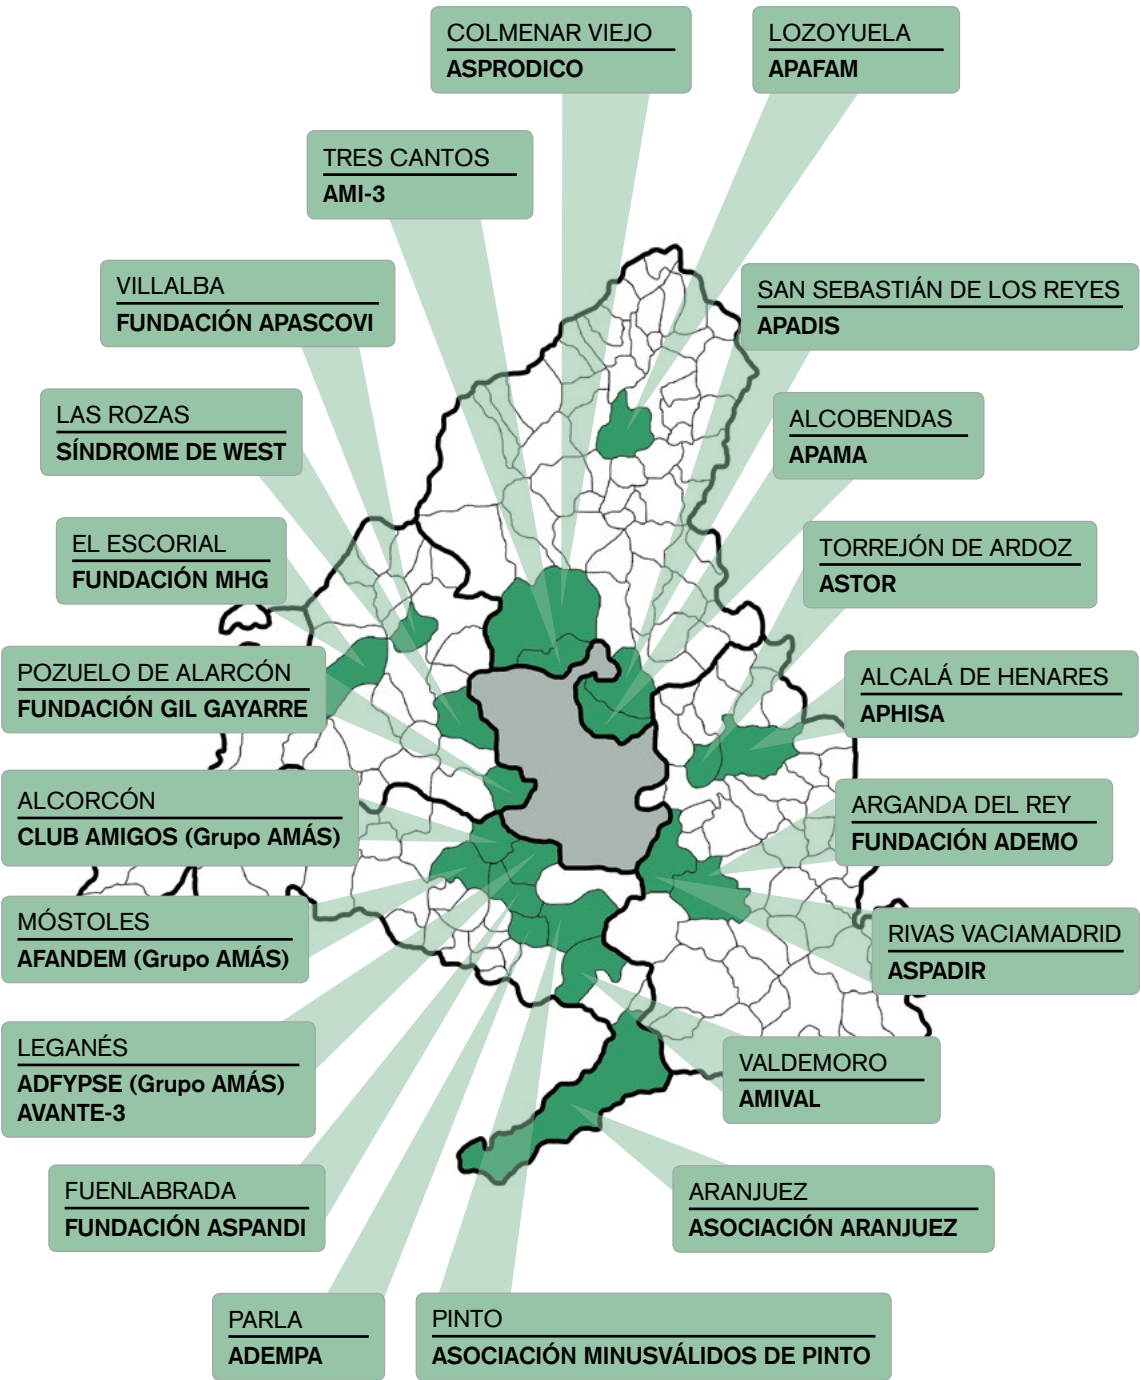 COLMENAR VIEJO
ASPRODICO
LOZOYUELA
APAFAM
TRES CANTOS
AMI-3
VILLALBA
FUNDACIÓN APASCOVI
SAN SEBASTIÁN DE LOS REYES
APADIS
LAS ROZAS
SÍNDROME DE WEST
ALCOBENDAS
APAMA
EL ESCORIAL
FUNDACIÓN MHG
TORREJÓN DE ARDOZ
ASTOR
POZUELO DE ALARCÓN
FUNDACIÓN GIL GAYARRE
ALCALÁ DE HENARES
APHISA
ALCORCÓN
CLUB AMIGOS (Grupo AMÁS)
ARGANDA DEL REY
FUNDACIÓN ADEMO
MÓSTOLES
AFANDEM (Grupo AMÁS)
RIVAS VACIAMADRID
ASPADIR
LEGANÉS
ADFYPSE (Grupo AMÁS)
AVANTE-3
VALDEMORO
AMIVAL
FUENLABRADA
FUNDACIÓN ASPANDI
ARANJUEZ
ASOCIACIÓN ARANJUEZ
PARLA
ADEMPA
PINTO
ASOCIACIÓN MINUSVÁLIDOS DE PINTO